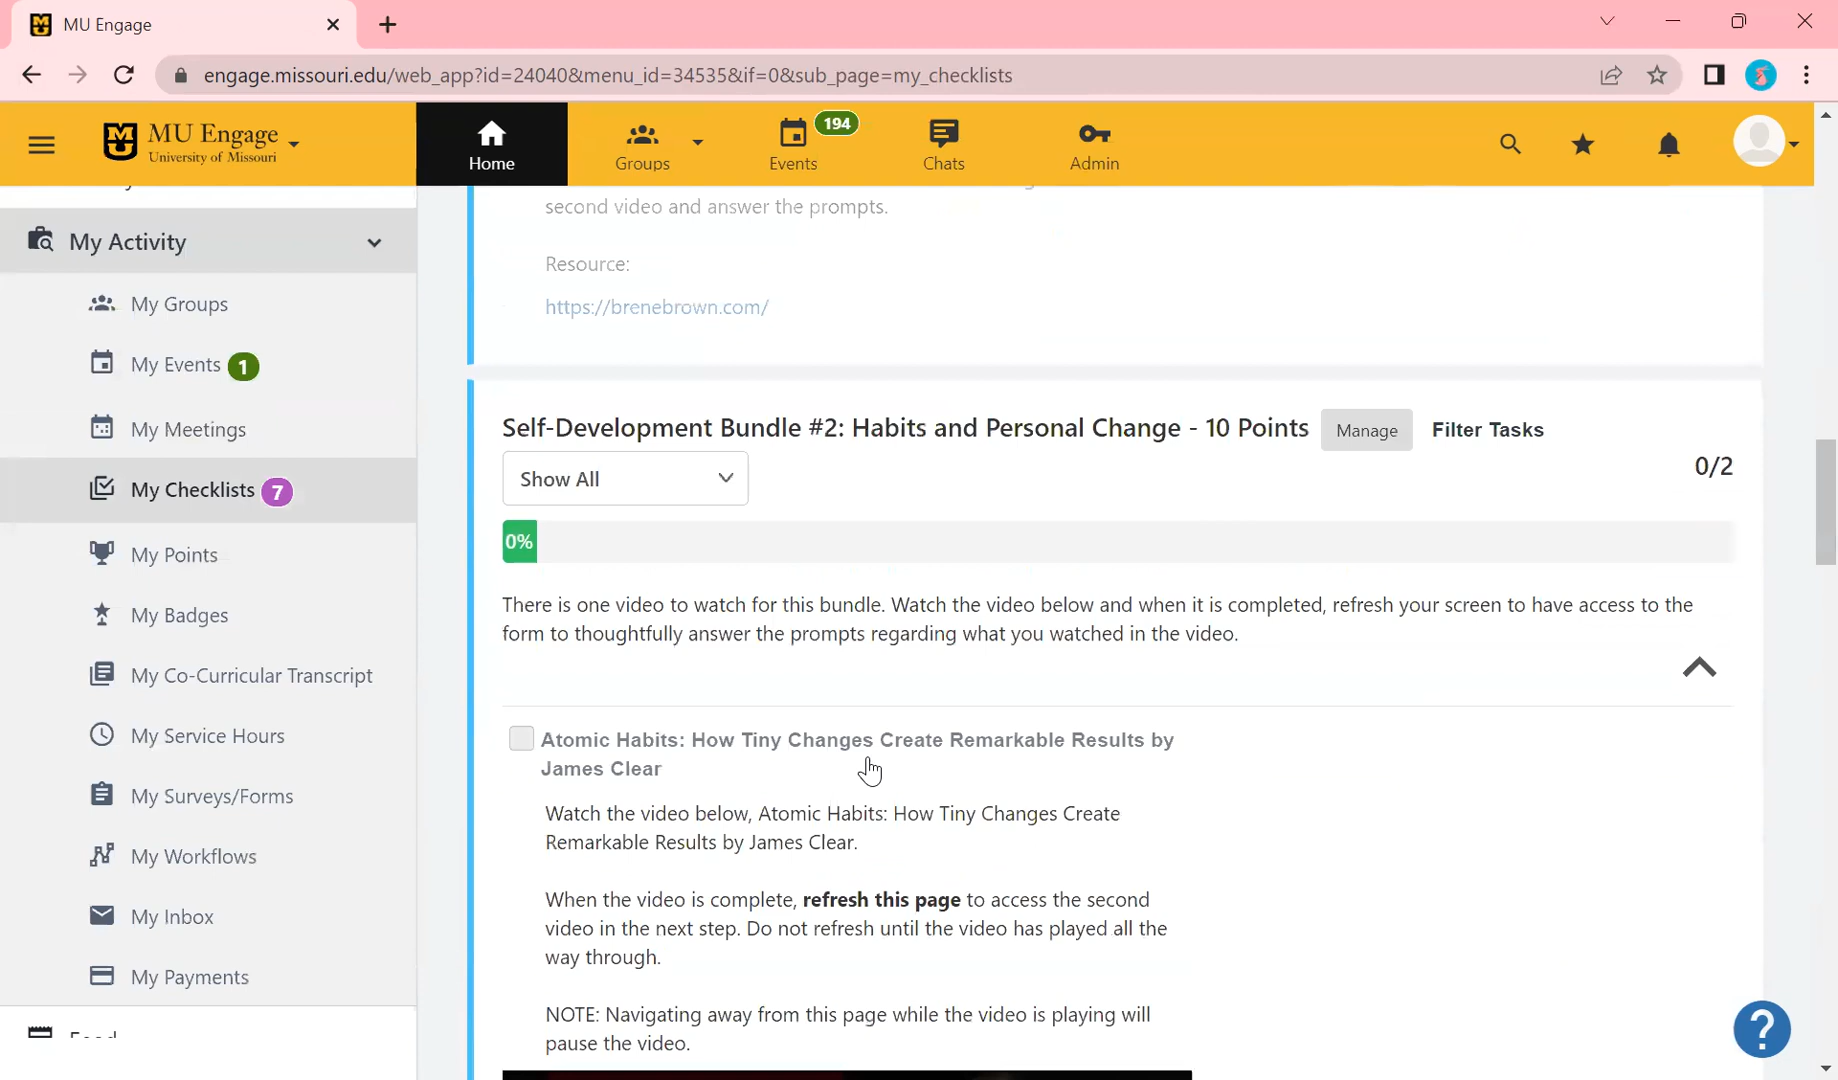 MU Engage
engage.missouri.edu/web_app?id=24040&menu_id=34535&if=0&sub_page=my_checklists
MU Engage
University of Missouri
Home
Groups
Events
194
Chats
Admin
My Activity
My Groups
My Events 1
My Meetings
My Checklists 7
My Points
My Badges
My Co-Curricular Transcript
My Service Hours
My Surveys/Forms
My Workflows
My Inbox
My Payments
second video and answer the prompts.
Resource:
https://brenebrown.com/
Self-Development Bundle #2: Habits and Personal Change - 10 Points Manage Filter Tasks
Show All
0/2
0%
There is one video to watch for this bundle. Watch the video below and when it is completed, refresh your screen to have access to the
form to thoughtfully answer the prompts regarding what you watched in the video.
Atomic Habits: How Tiny Changes Create Remarkable Results by
James Clear
Watch the video below, Atomic Habits: How Tiny Changes Create
Remarkable Results by James Clear.
When the video is complete, refresh this page to access the second
video in the next step. Do not refresh until the video has played all the
way through.
NOTE: Navigating away from this page while the video is playing will
pause the video.
?